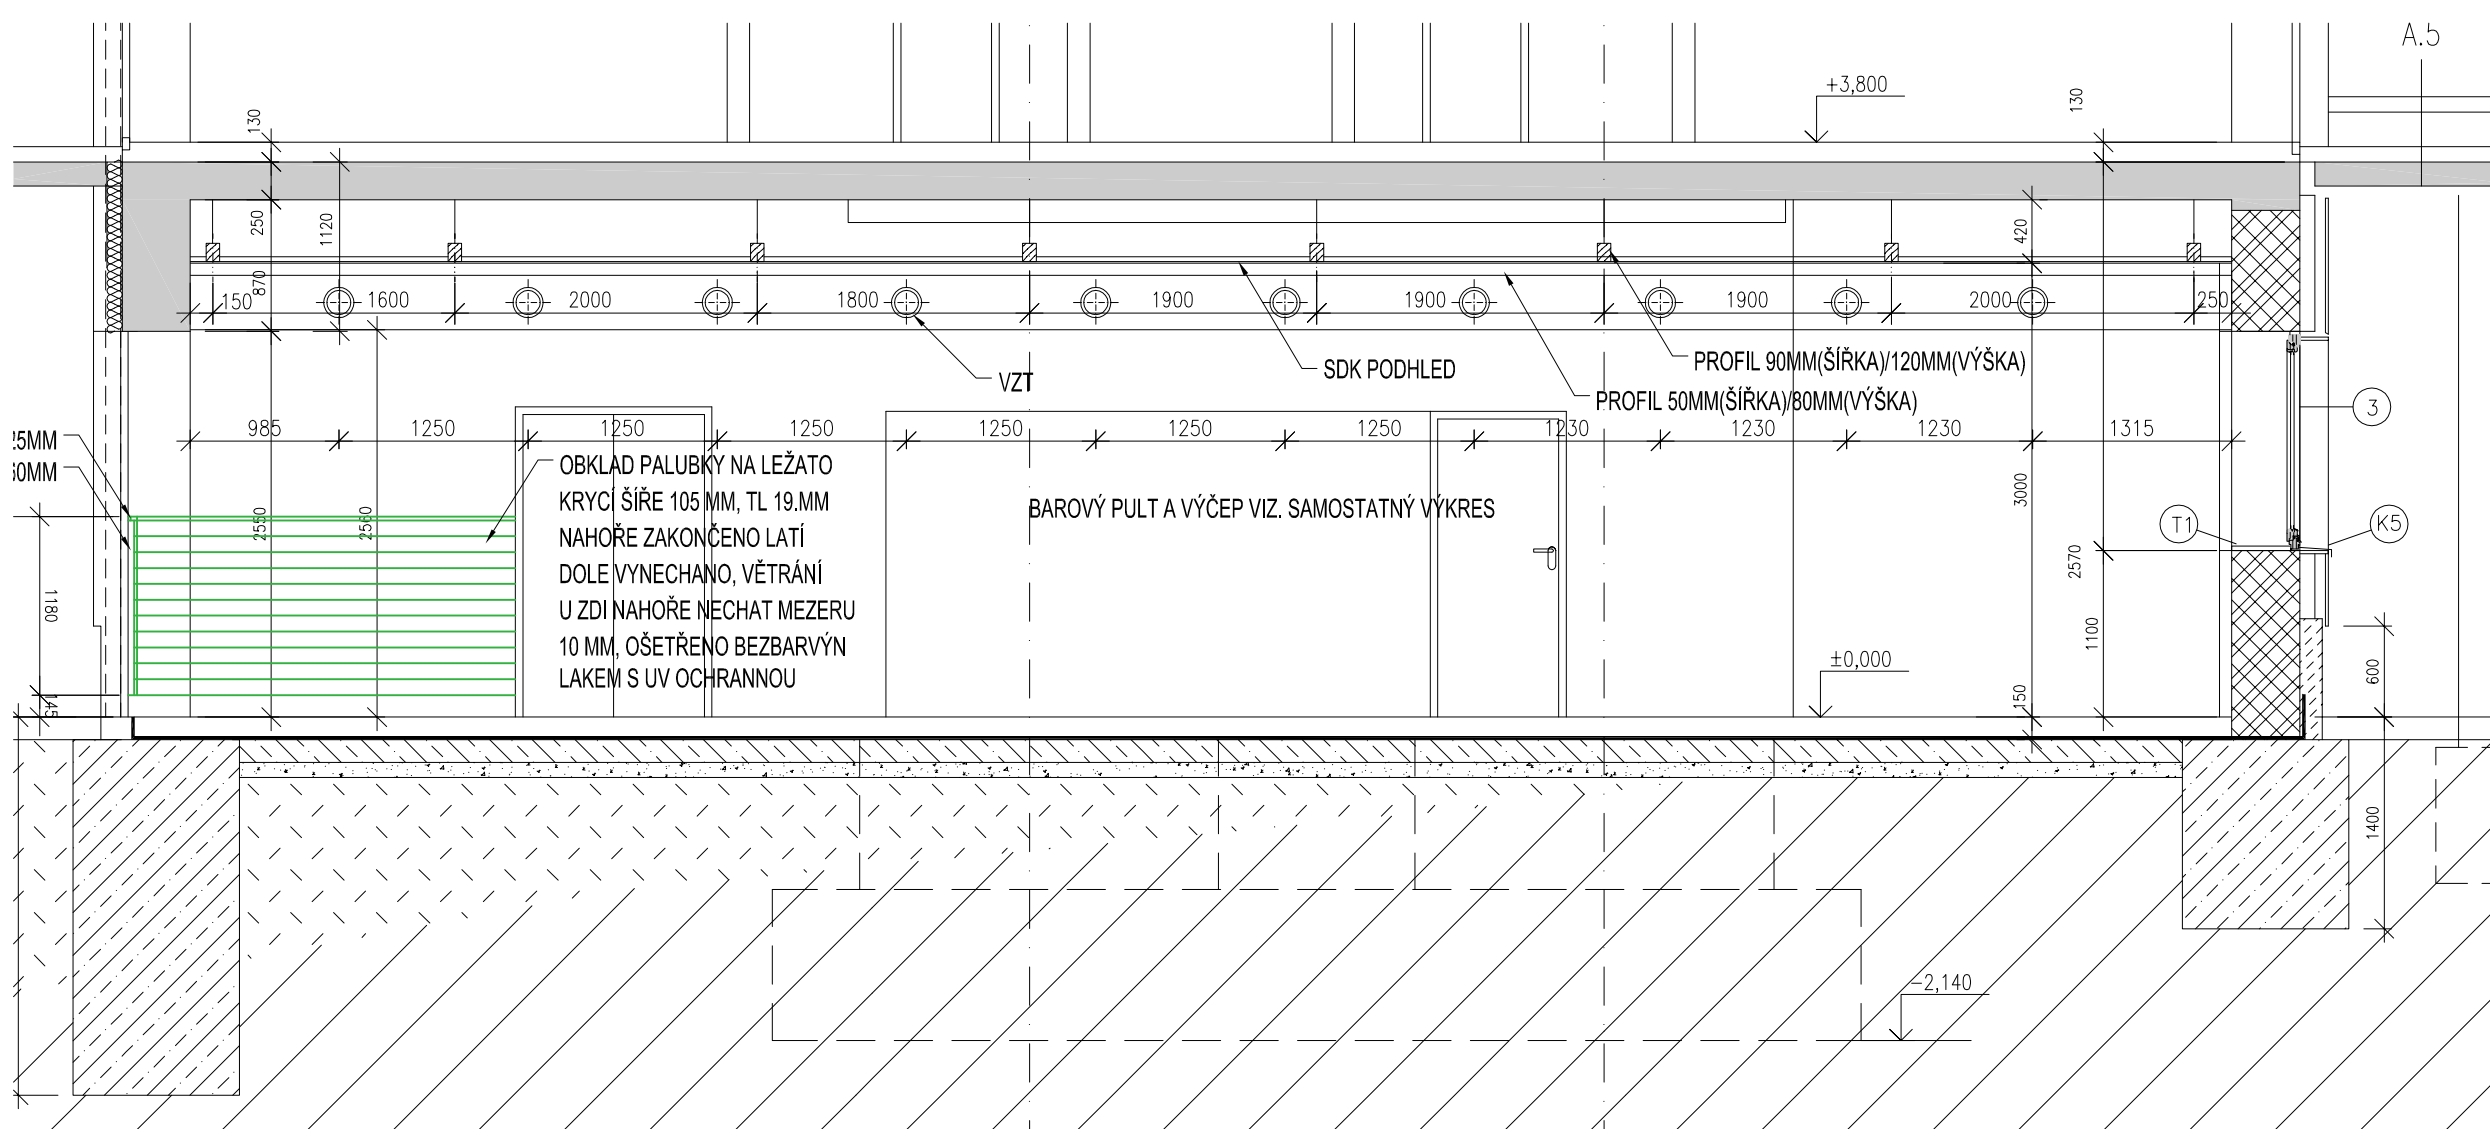 A.5
+3,800
130
130
250
1120
420
870
150
1600
2000
1800
1900
1900
1900
2000
250
VZT
SDK PODHLED
PROFIL 90MM(ŠÍŘKA)/120MM(VÝŠKA)
PROFIL 50MM(ŠÍŘKA)/80MM(VÝŠKA)
3
985
1250
1250
1250
1250
1250
1250
1230
1230
1230
1315
25MM
OBKLAD PALUBKY NA LEŽATO
KRYCÍ ŠÍŘE 105 MM, TL 19.MM
NAHOŘE ZAKONČENO LATÍ
DOLE VYNECHANO, VĚTRÁNÍ
U ZDI NAHOŘE NECHAT MEZERU
10 MM, OŠETŘENO BEZBARVÝN
LAKEM S UV OCHRANNOU
BAROVÝ PULT A VÝČEP VIZ. SAMOSTATNÝ VÝKRES
2550
2560
3000
2570
T1
K5
1180
1100
±0,000
600
145
150
1400
-2,140